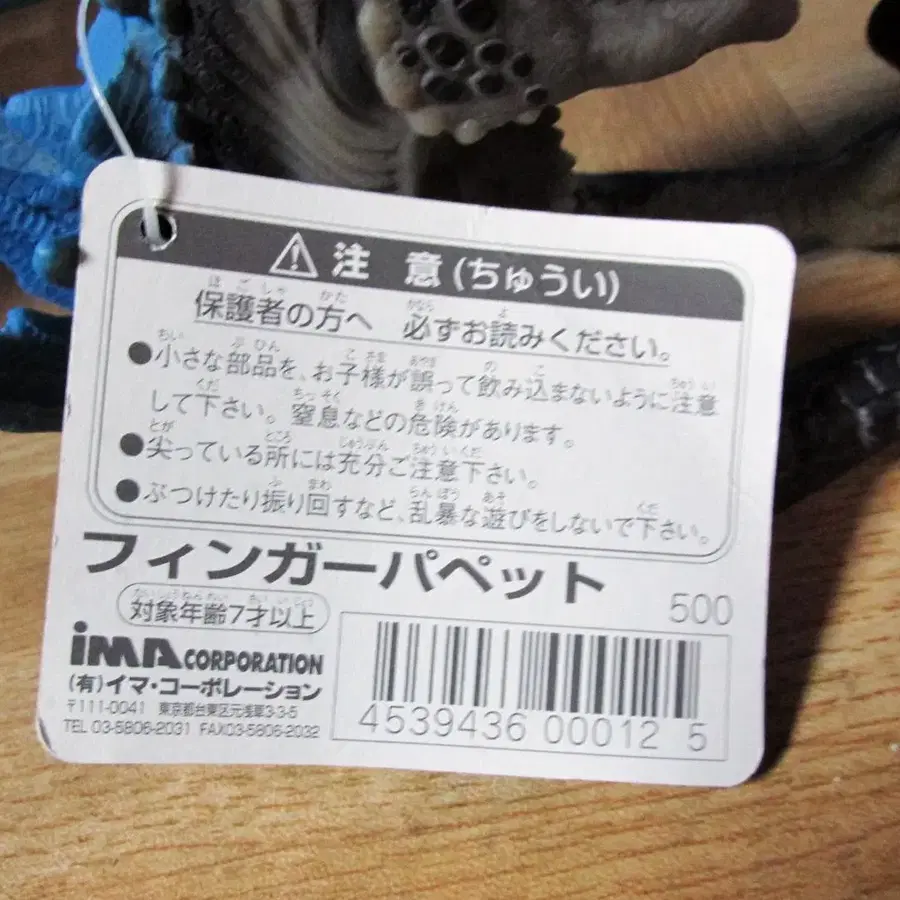 注 意 (ちゅうい)
保護者の方へ 必ずお読みください。
●小さな部品を、お子様が誤って飲み込まないように注意
して下さい。窒息などの危険があります。
●尖っている所には充分ご注意下さい。
●ぶつけたり振り回すなど、乱暴な遊びをしないで下さい。
フィンガーパペット
500
対象年齢7才以上
iMA CORPORATION
(有)イマ・コーポレーション
〒111-0041 東京都台東区元浅草3-3-5
TEL 03-5806-2031 FAX03-5806-2032
4539436 00012 5